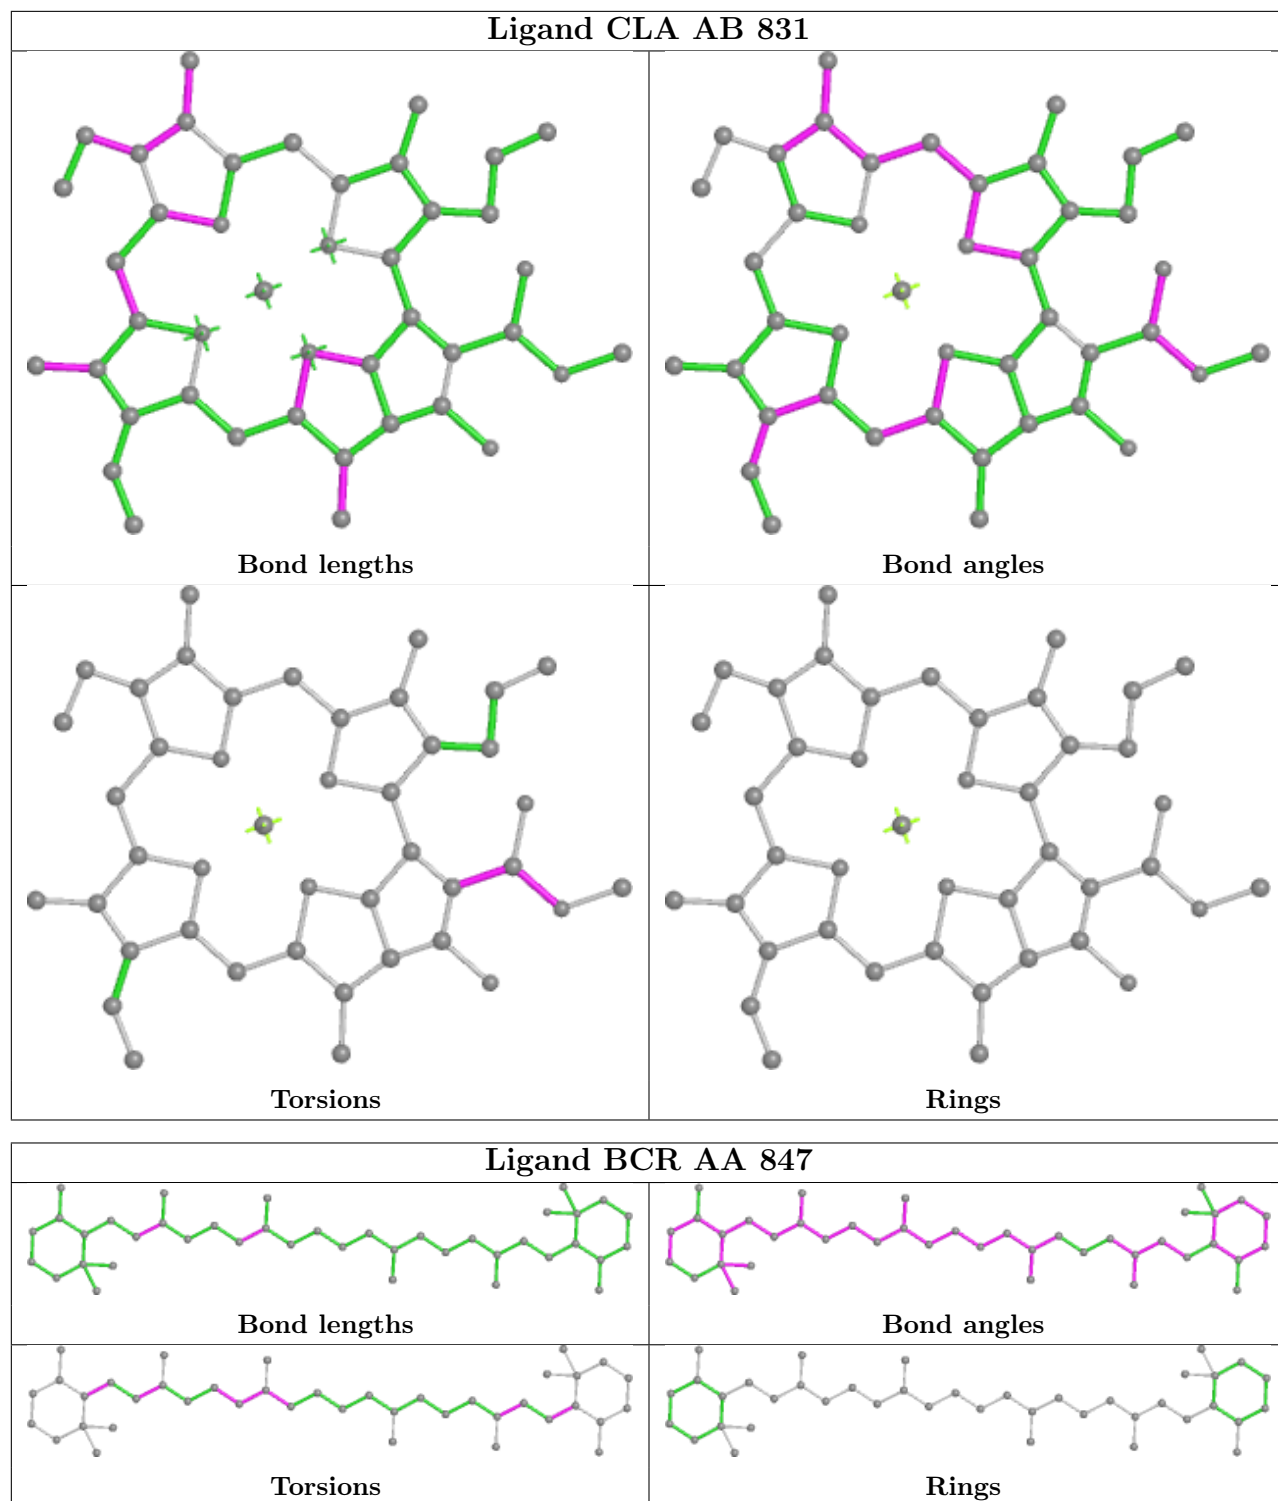 Ligand CLA AB 831
Bond lengths
Bond angles
Torsions
Rings
Ligand BCR AA 847
Bond lengths
Bond angles
Torsions
Rings